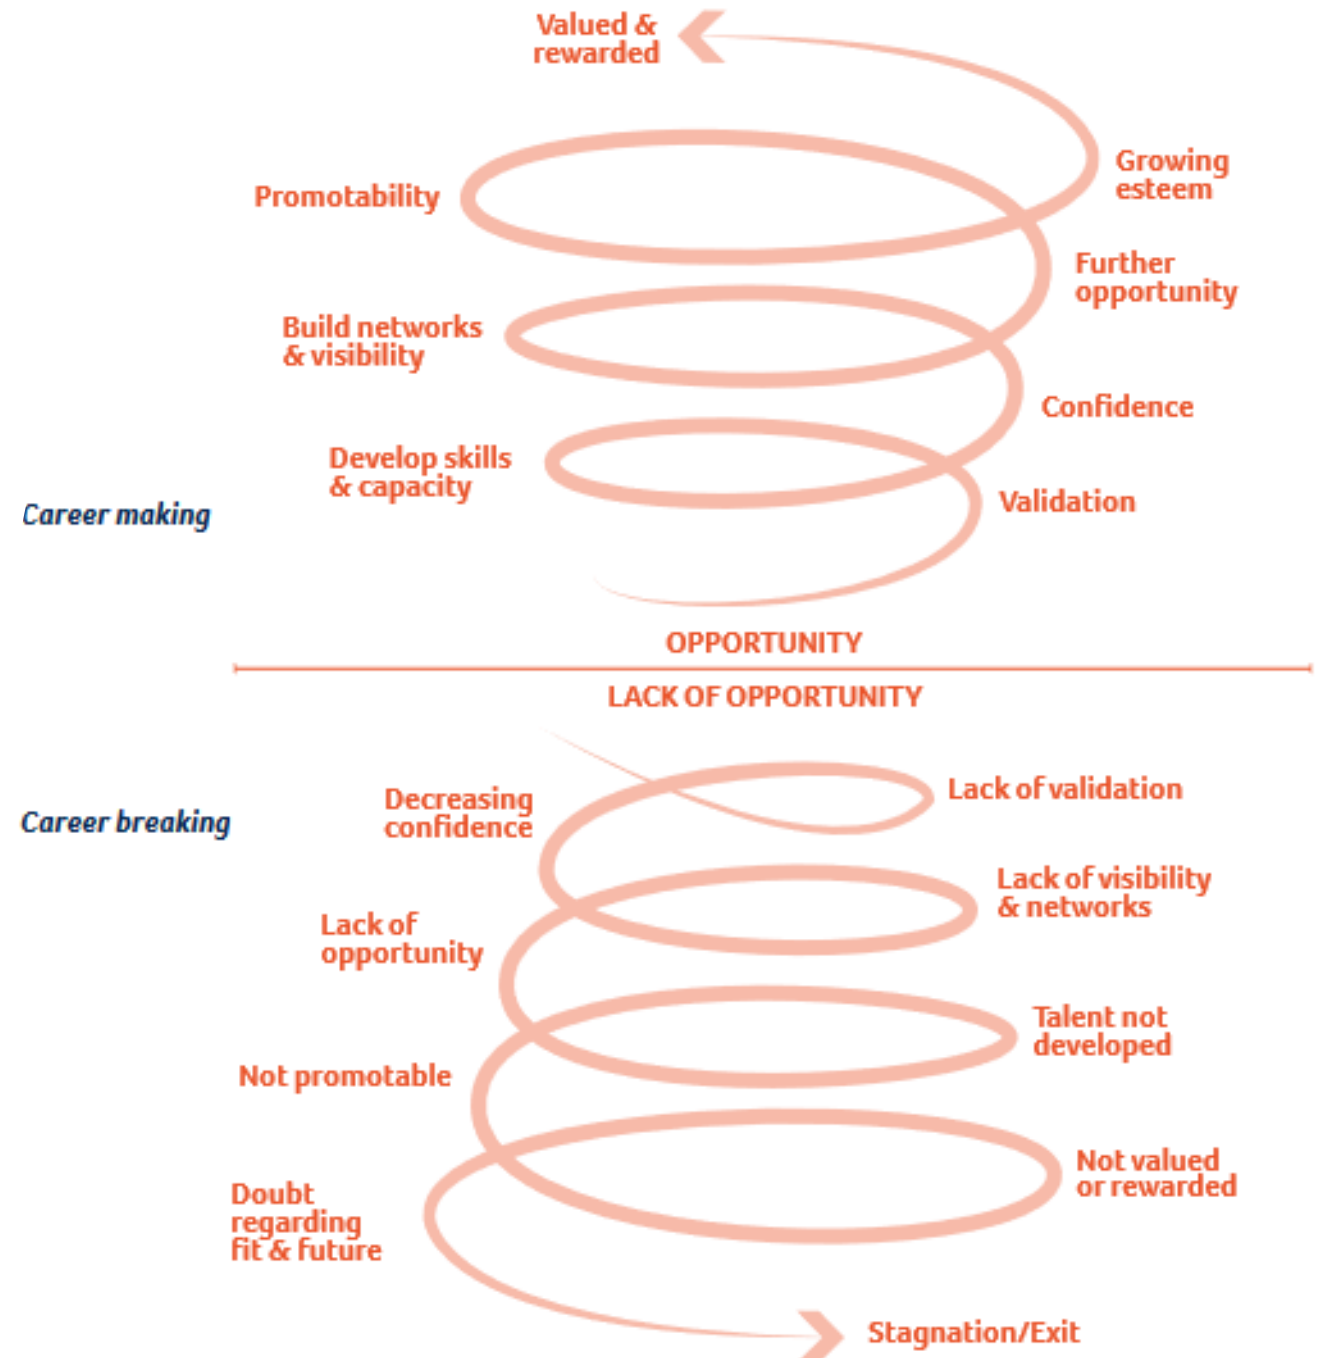 Valued &
rewarded
Growing
esteem
Promotability
Further
opportunity
Build networks
& visibility
Confidence
Develop skills
& capacity
Validation
Career making
OPPORTUNITY
LACK OF OPPORTUNITY
Lack of validation
Decreasing
confidence
Career breaking
Lack of visibility
& networks
Lack of
opportunity
Talent not
developed
Not promotable
Not valued
or rewarded
Doubt
regarding
fit & future
Stagnation/Exit